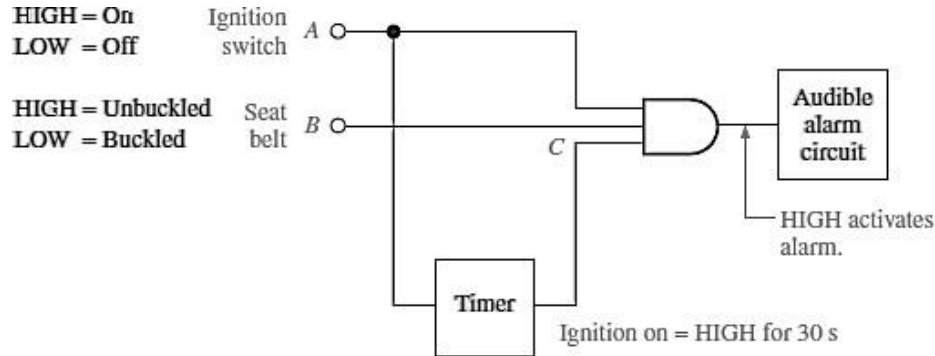 HIGH = On
LOW = Off
Ignition
switch
A
HIGH = Unbuckled
LOW = Buckled
Seat
belt
B
C
Audible
alarm
circuit
HIGH activates
alarm.
Timer
Ignition on = HIGH for 30 s